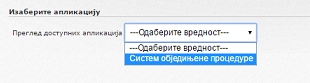 Изаберите апликацију
Преглед доступних апликација ---Одаберите вредност---
---Одаберите вредност---
Систем обједињене процедуре